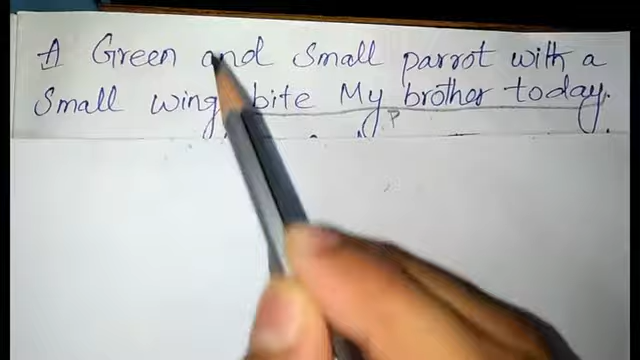 A Green and Small parrot with a
Small wing bite My brother today.
P